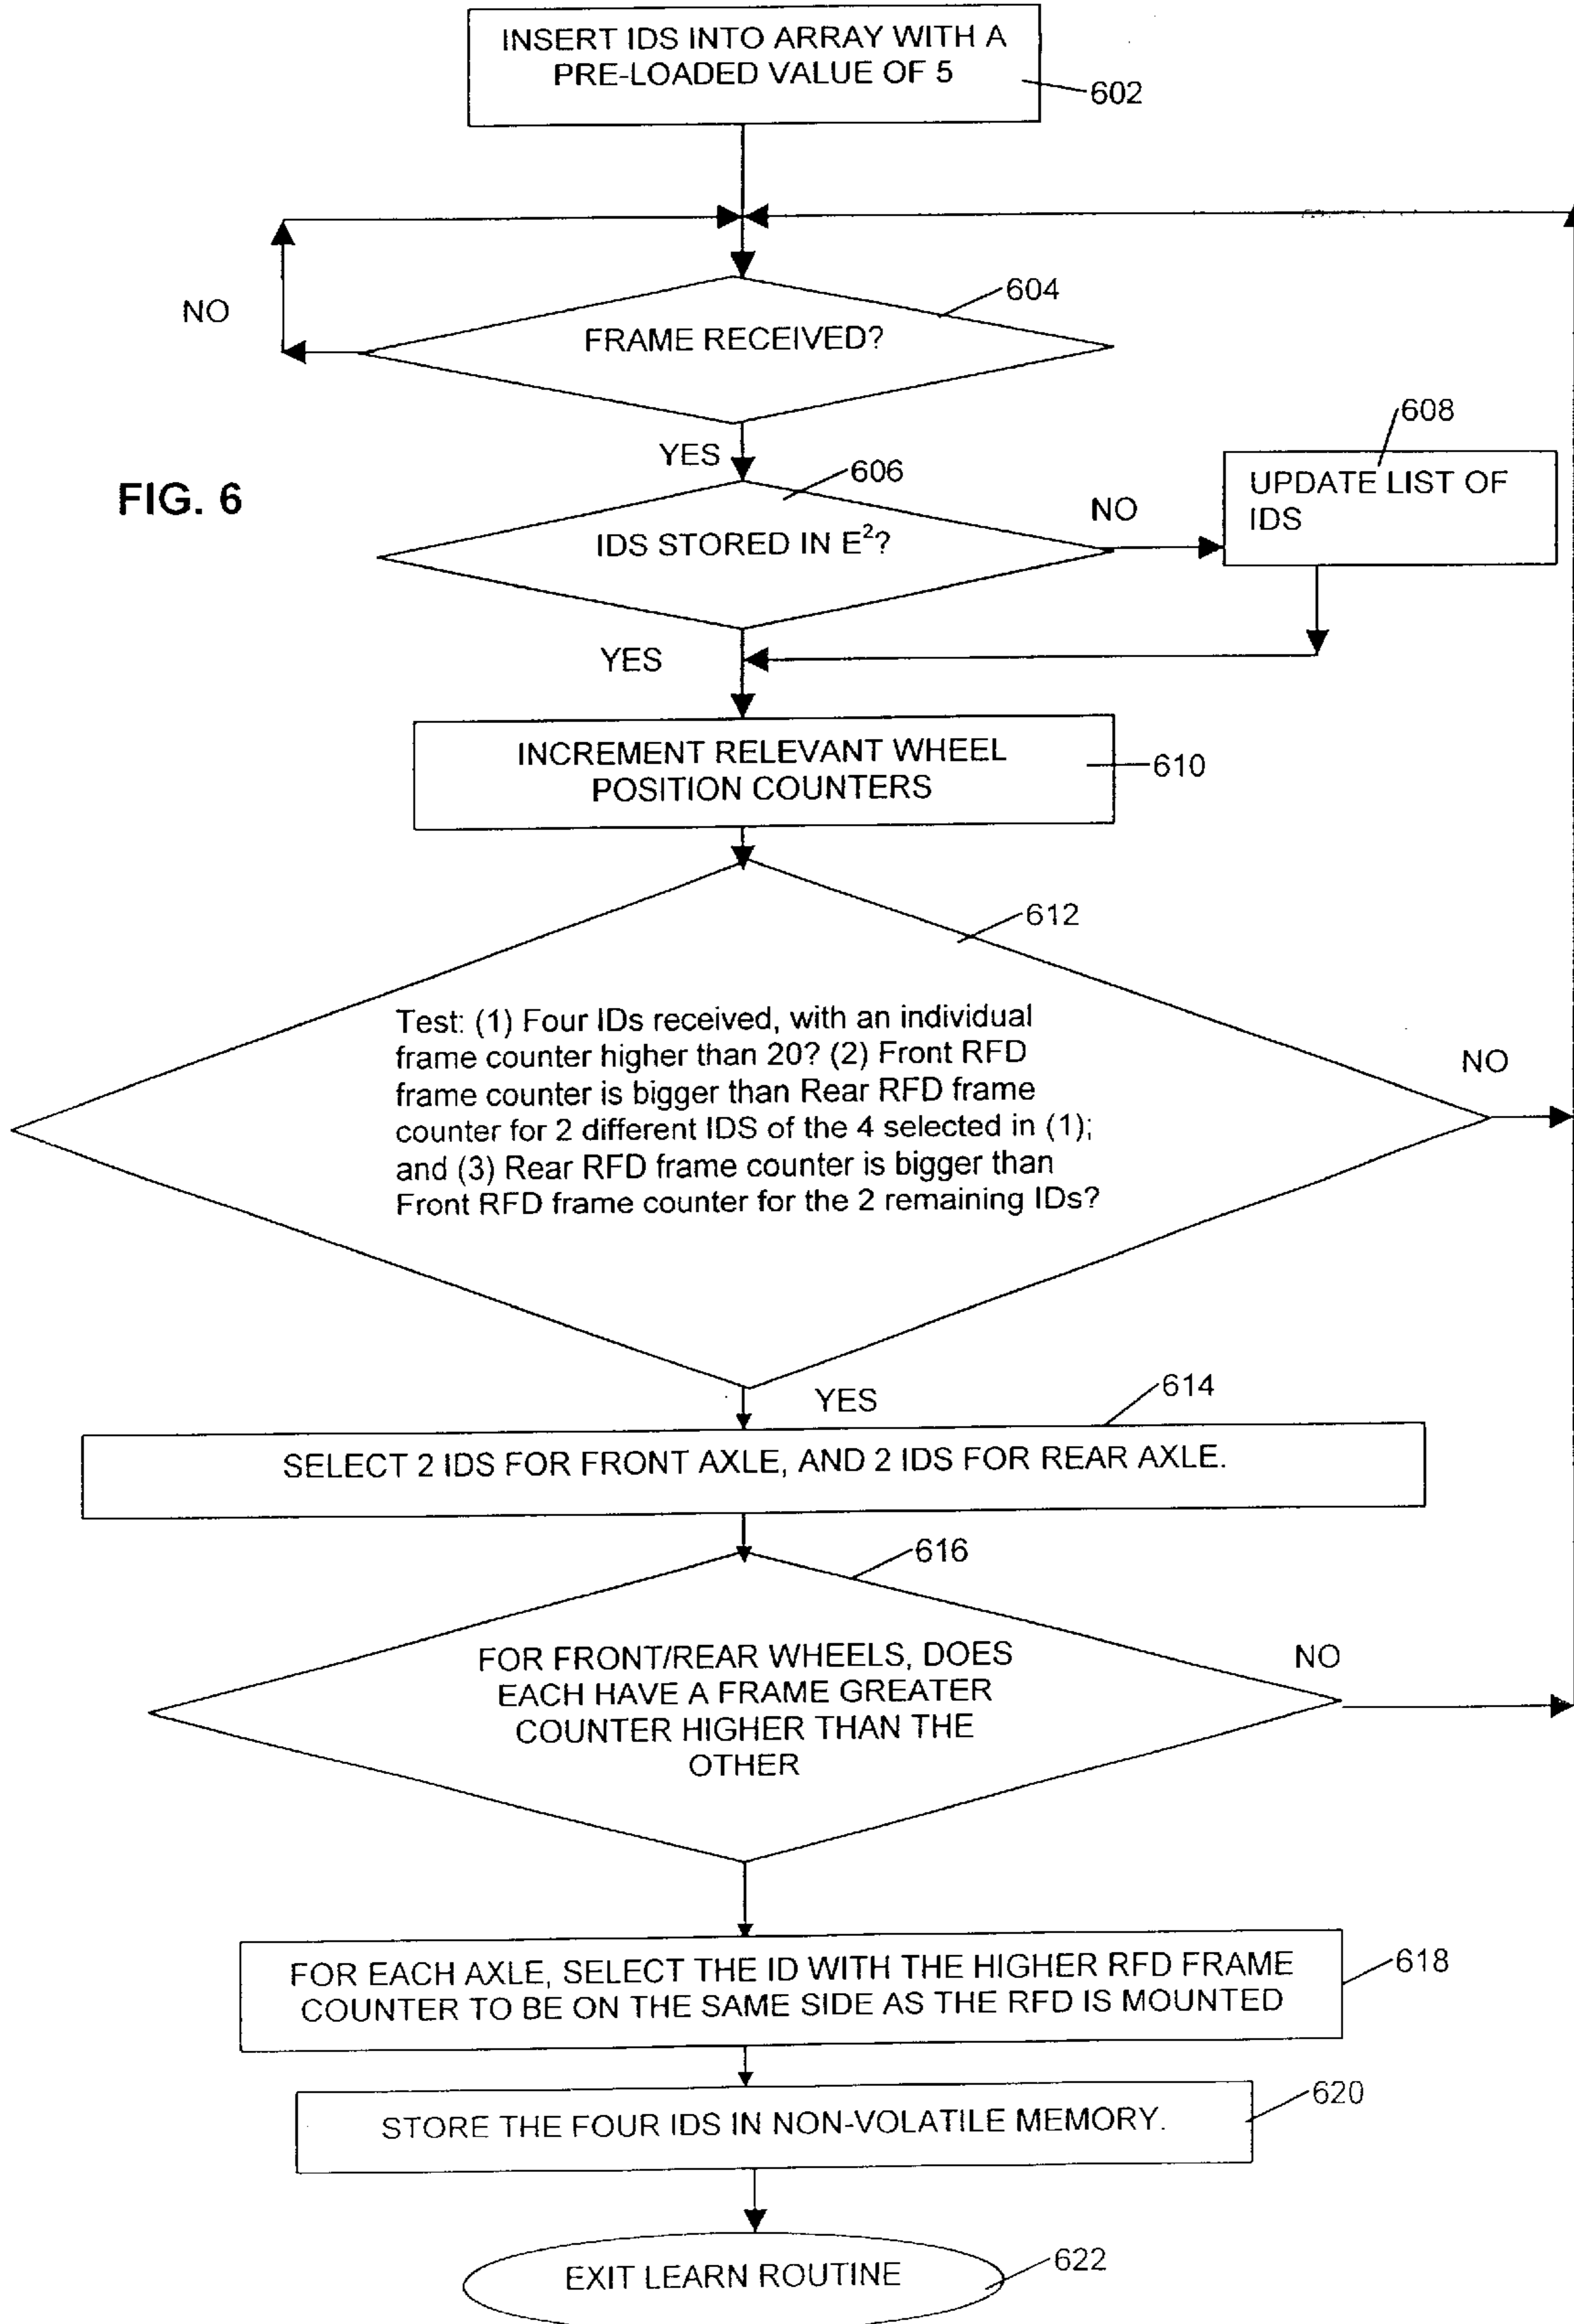 INSERT IDS INTO ARRAY WITH A
PRE-LOADED VALUE OF 5
602
604
NO
FRAME RECEIVED?
608
YES
606
FIG. 6
UPDATE LIST OF
IDS
NO
IDS STORED IN E²?
YES
INCREMENT RELEVANT WHEEL
POSITION COUNTERS
610
612
Test: (1) Four IDs received, with an individual
frame counter higher than 20? (2) Front RFD
frame counter is bigger than Rear RFD frame
counter for 2 different IDS of the 4 selected in (1);
and (3) Rear RFD frame counter is bigger than
Front RFD frame counter for the 2 remaining IDs?
NO
YES
614
SELECT 2 IDS FOR FRONT AXLE, AND 2 IDS FOR REAR AXLE.
616
FOR FRONT/REAR WHEELS, DOES
EACH HAVE A FRAME GREATER
COUNTER HIGHER THAN THE
OTHER
NO
FOR EACH AXLE, SELECT THE ID WITH THE HIGHER RFD FRAME
COUNTER TO BE ON THE SAME SIDE AS THE RFD IS MOUNTED
618
STORE THE FOUR IDS IN NON-VOLATILE MEMORY.
620
EXIT LEARN ROUTINE
622